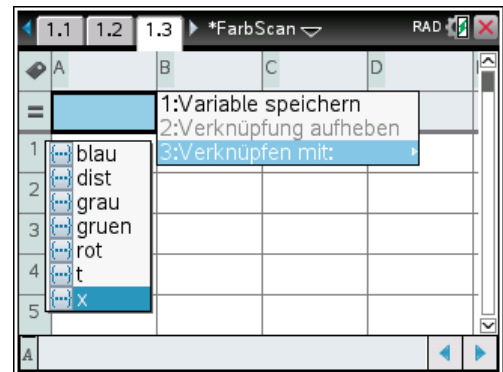 1.1 1.2 1.3 *FarbScan RAD
A B C D
=
1:Variable speichern
2:Verknüpfung aufheben
3:Verknüpfen mit:
1
2
3
4
5
blau
dist
grau
gruen
rot
t
x
A